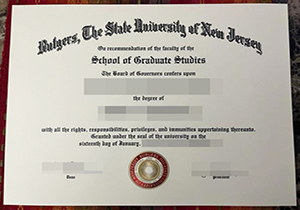 Rutgers, The State University of New Jersey
On recommendation of the faculty of the
School of Graduate Studies
The Board of Governors confers upon
the degree of
with all the rights, responsibilities, privileges, and immunities appertaining thereunto.
Granted under the seal of the university on the
sixteenth day of January,